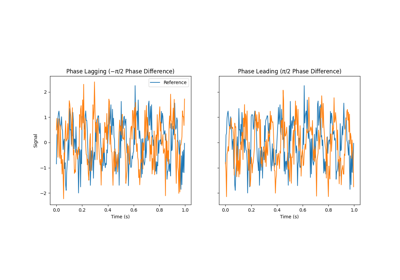 Phase Lagging (−π/2 Phase Difference)
Reference
2
1
0
−1
−2
Signal
0.0 0.2 0.4 0.6 0.8 1.0
Time (s)
Phase Leading (π/2 Phase Difference)
0.0 0.2 0.4 0.6 0.8 1.0
Time (s)